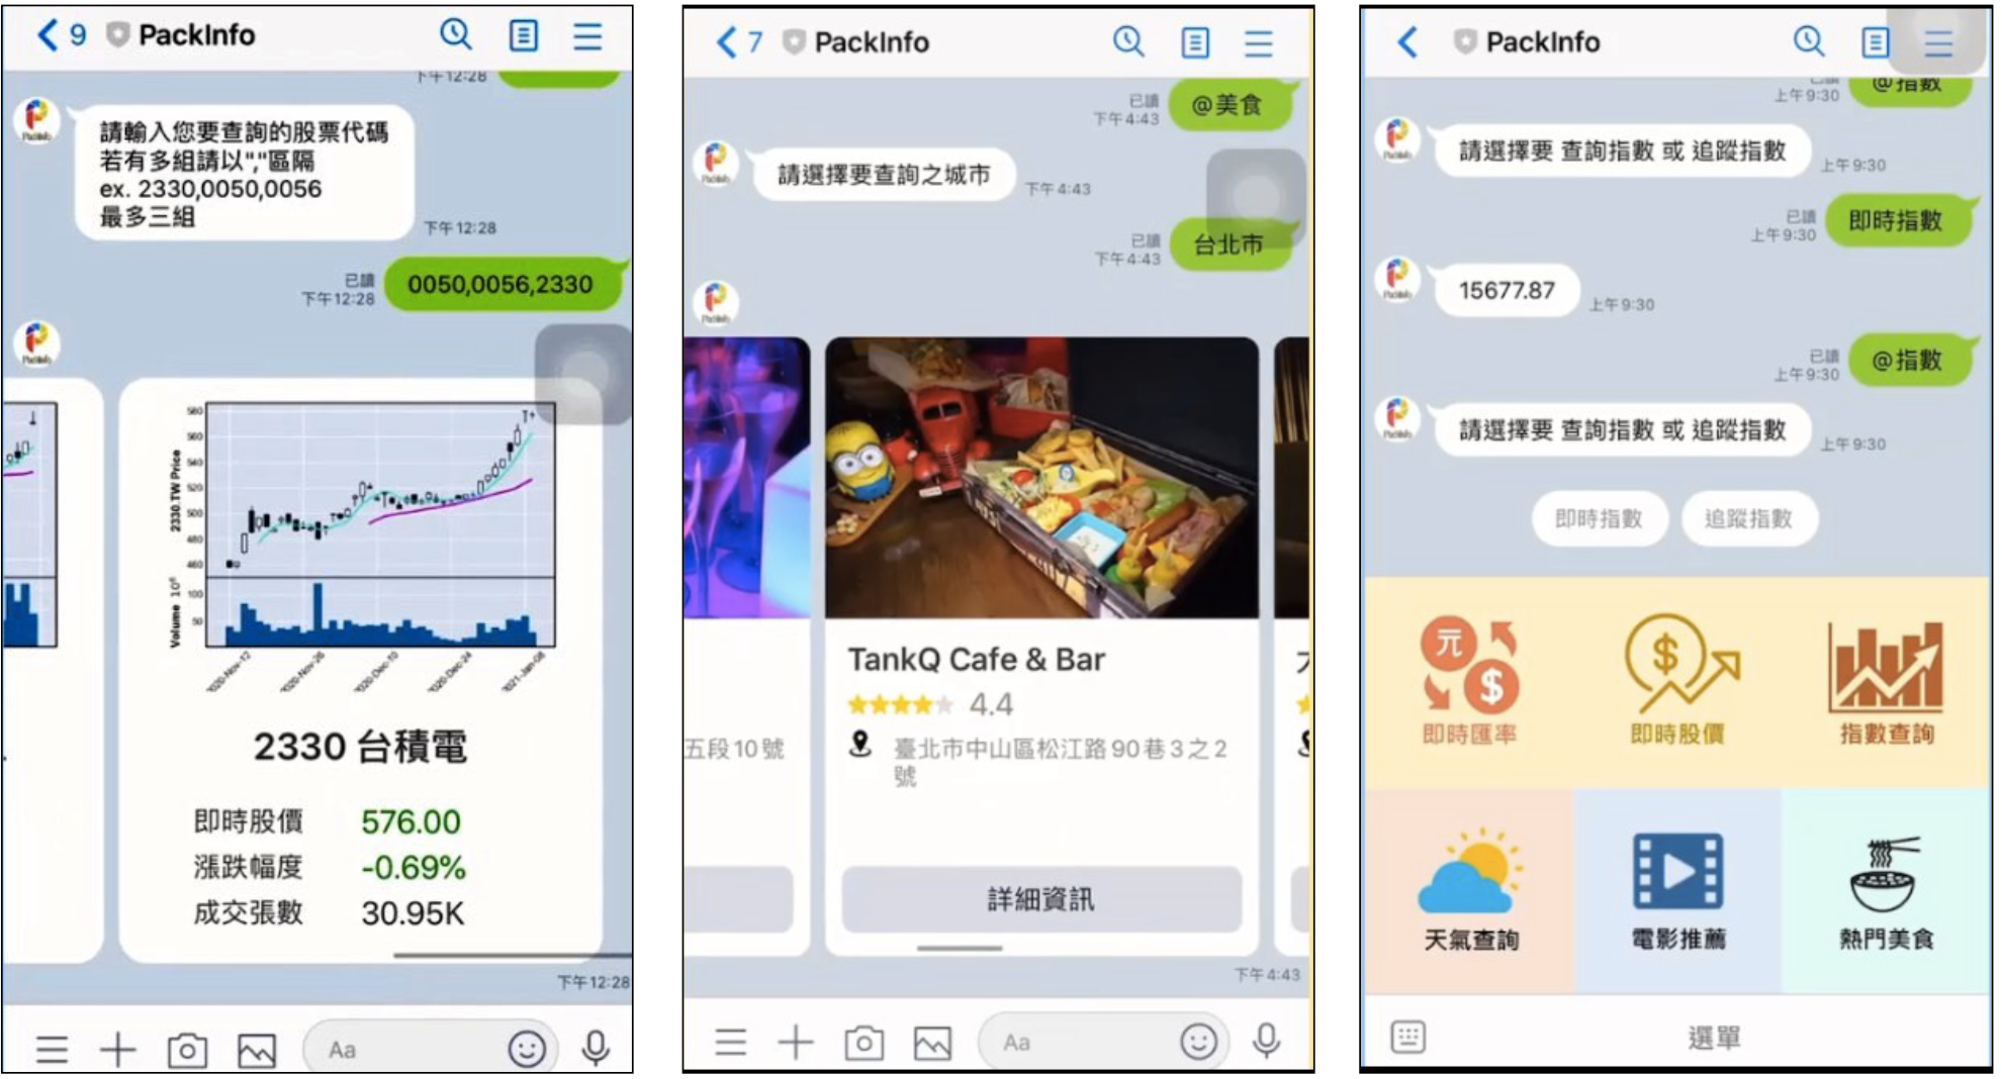 9 PackInfo
下午12:28
請輸入您要查詢的股票代碼
若有多組請以","區隔
ex. 2330,0050,0056
最多三組
下午12:28
已讀
下午12:28
0050,0056,2330
2330.TW Price
580
560
540
520
500
480
460
Volume 10⁶
100
50
2020-Nov-12
2020-Nov-26
2020-Dec-10
2020-Dec-24
2021-Jan-08
2330 台積電
即時股價 576.00
漲跌幅度 -0.69%
成交張數 30.95K
下午12:28
Aa
7 PackInfo
已讀
下午4:43
@美食
請選擇要查詢之城市
下午4:43
已讀
下午4:43
台北市
TankQ Cafe & Bar
4.4
五段10號
臺北市中山區松江路90巷3之2
號
詳細資訊
下午4:43
Aa
PackInfo
已讀
上午9:30
@指數
請選擇要 查詢指數 或 追蹤指數
上午9:30
已讀
上午9:30
即時指數
15677.87
上午9:30
已讀
上午9:30
@指數
請選擇要 查詢指數 或 追蹤指數
上午9:30
即時指數 追蹤指數
元
$
$
即時匯率 即時股價 指數查詢
天氣查詢 電影推薦 熱門美食
選單